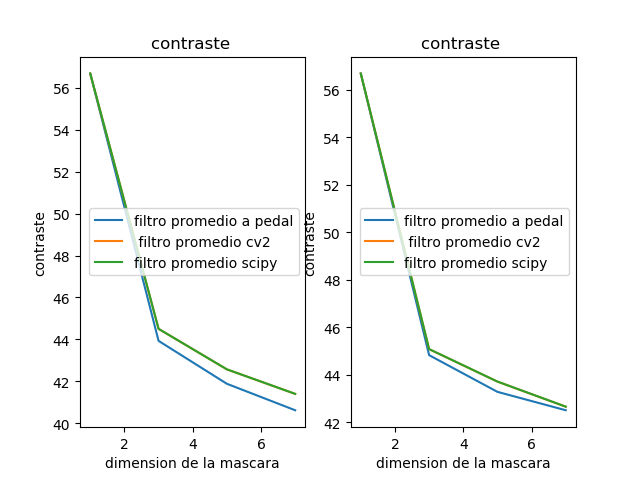 contraste
56
54
52
50
48
46
44
42
40
contraste
filtro promedio a pedal
filtro promedio cv2
filtro promedio scipy
2
4
6
dimension de la mascara
contraste
56
54
52
50
48
46
44
42
contraste
filtro promedio a pedal
filtro promedio cv2
filtro promedio scipy
2
4
6
dimension de la mascara